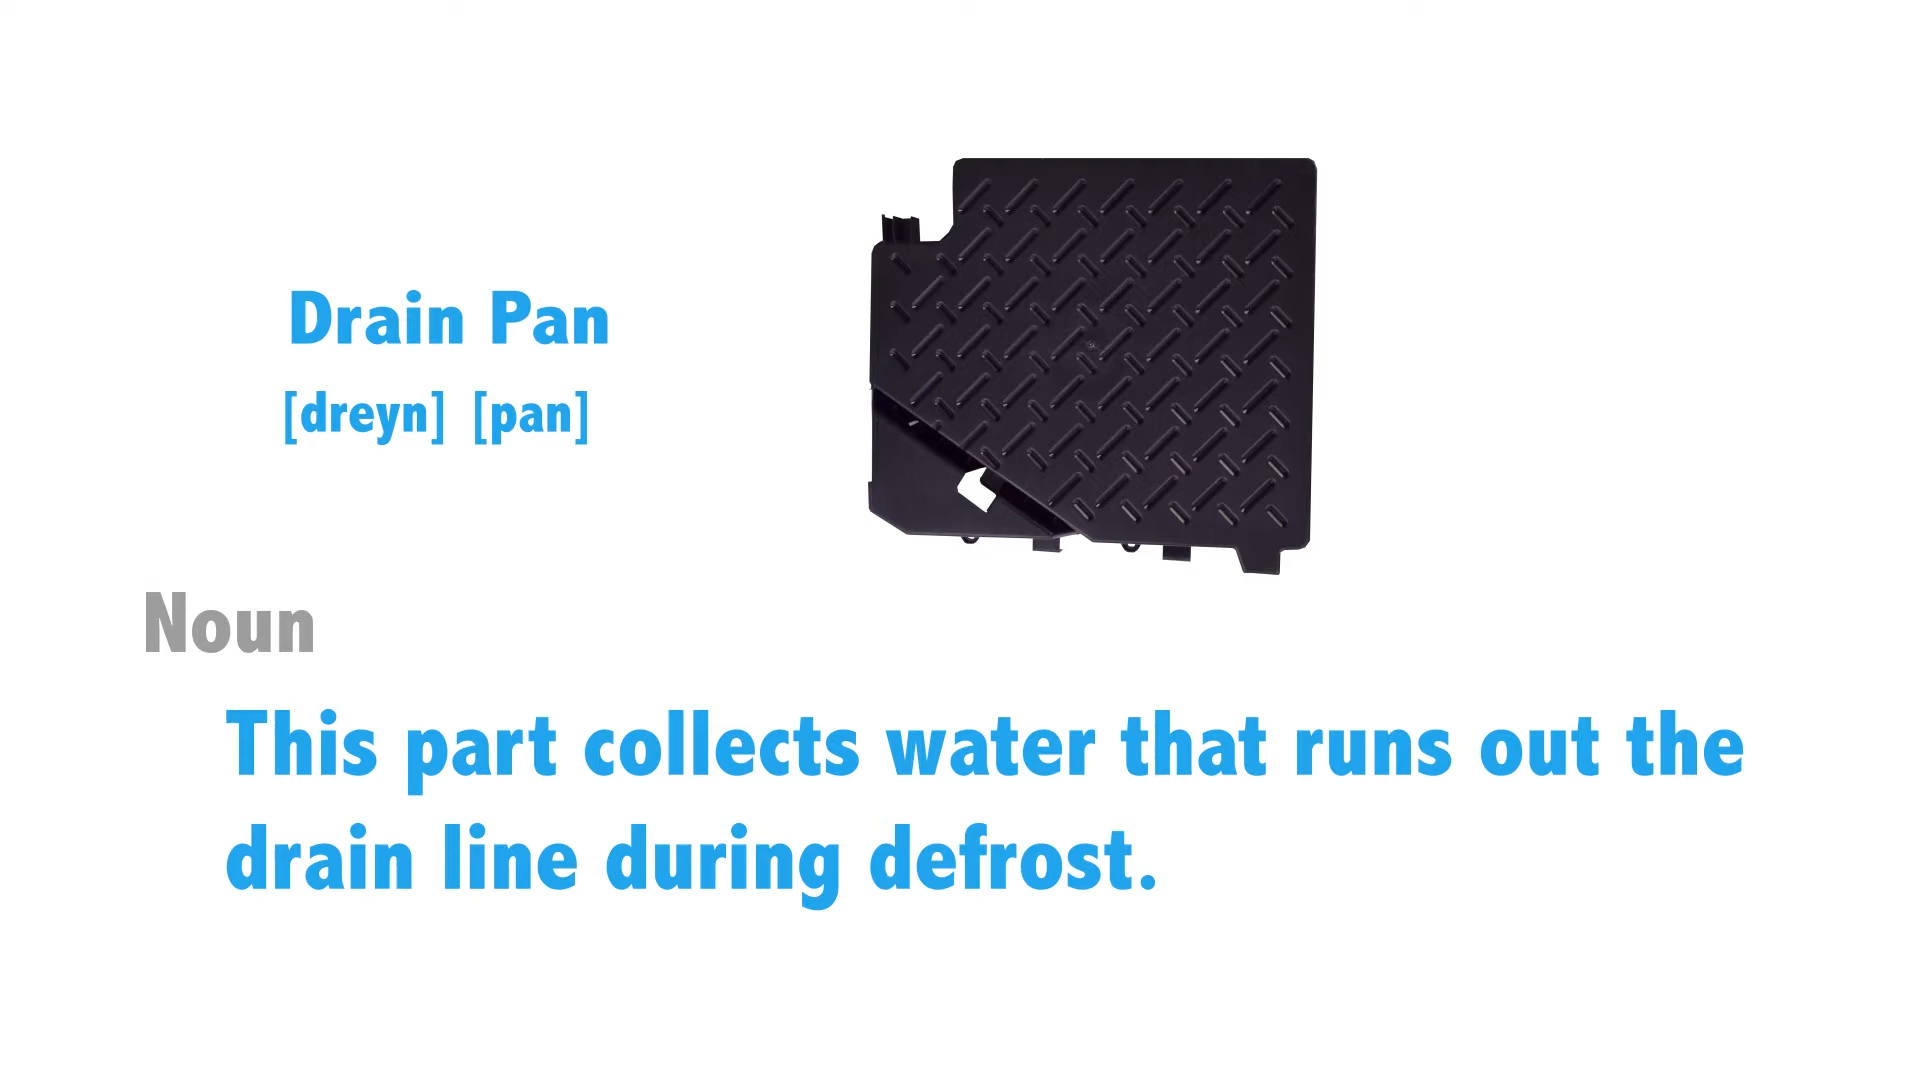 Drain Pan
[dreyn] [pan]
Noun
This part collects water that runs out the
drain line during defrost.